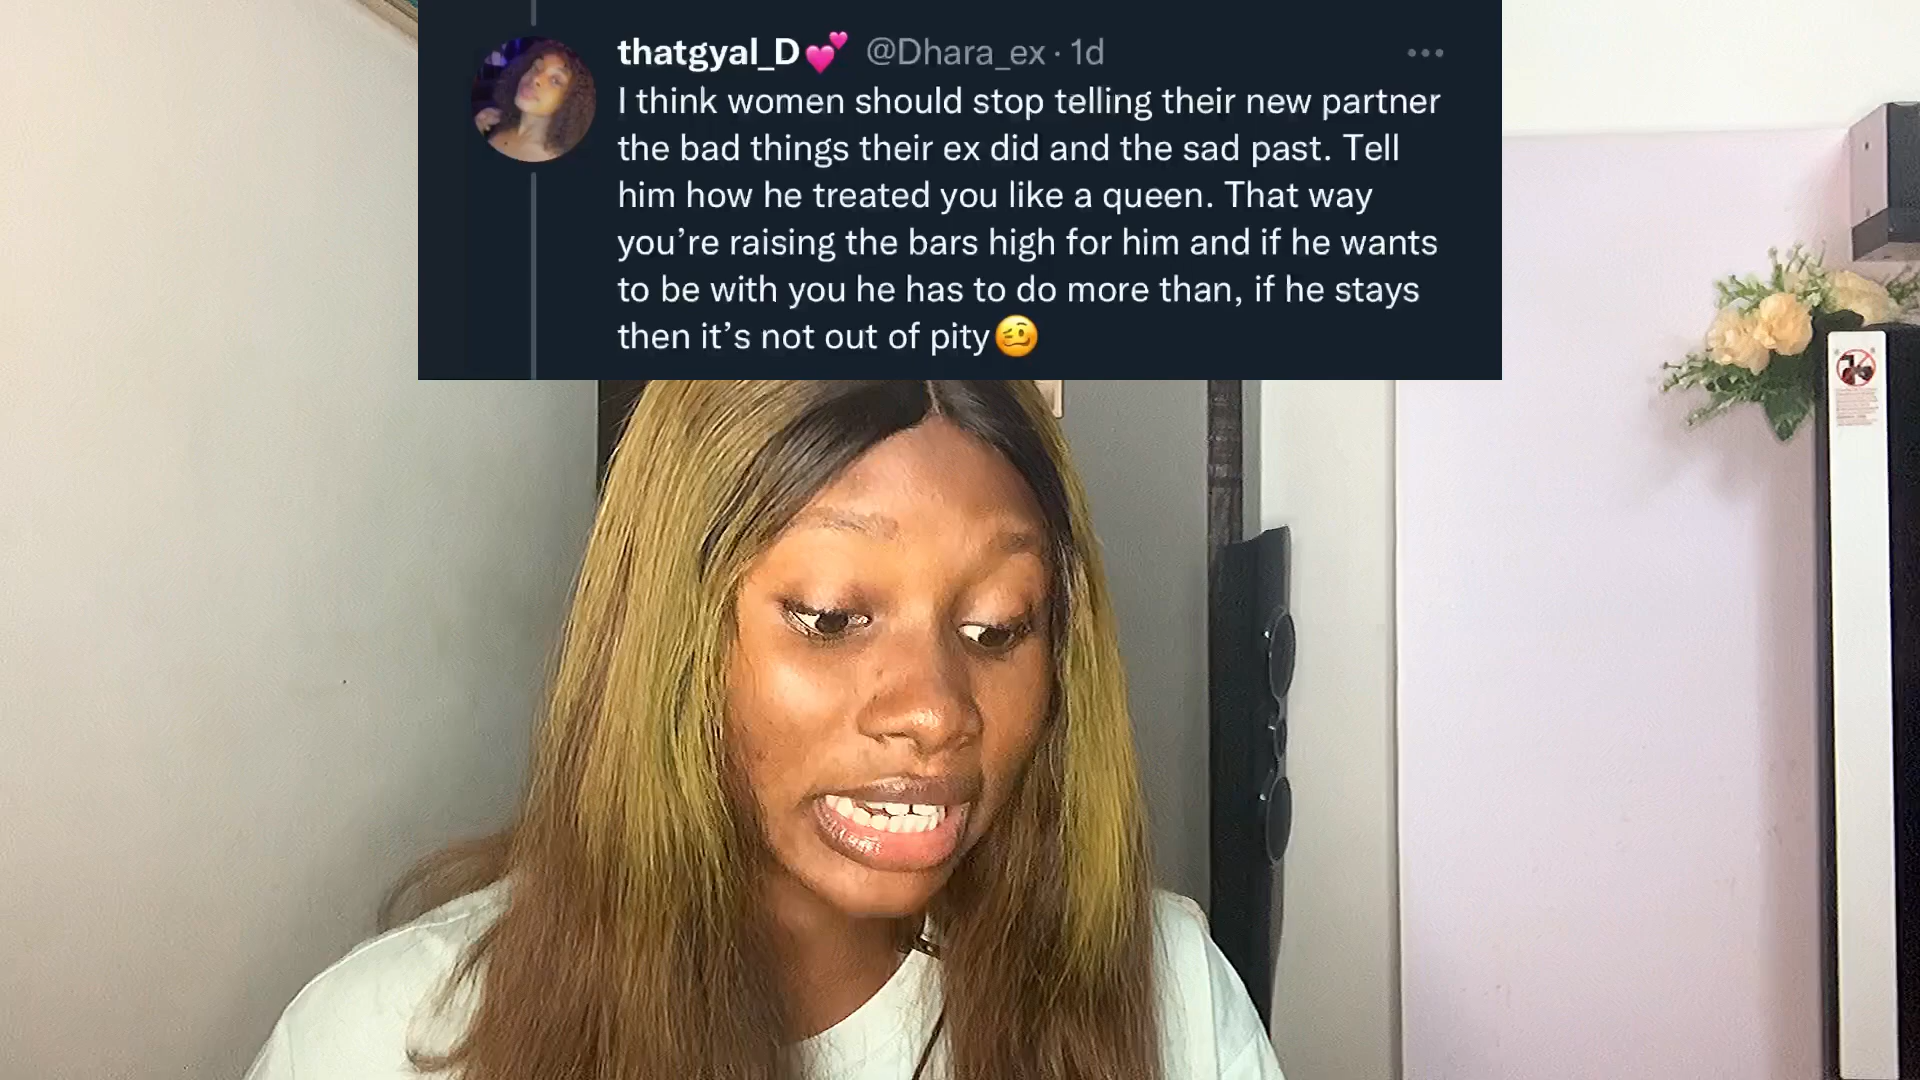 thatgyal_D💕 @Dhara_ex · 1d
I think women should stop telling their new partner
the bad things their ex did and the sad past. Tell
him how he treated you like a queen. That way
you’re raising the bars high for him and if he wants
to be with you he has to do more than, if he stays
then it’s not out of pity🥴